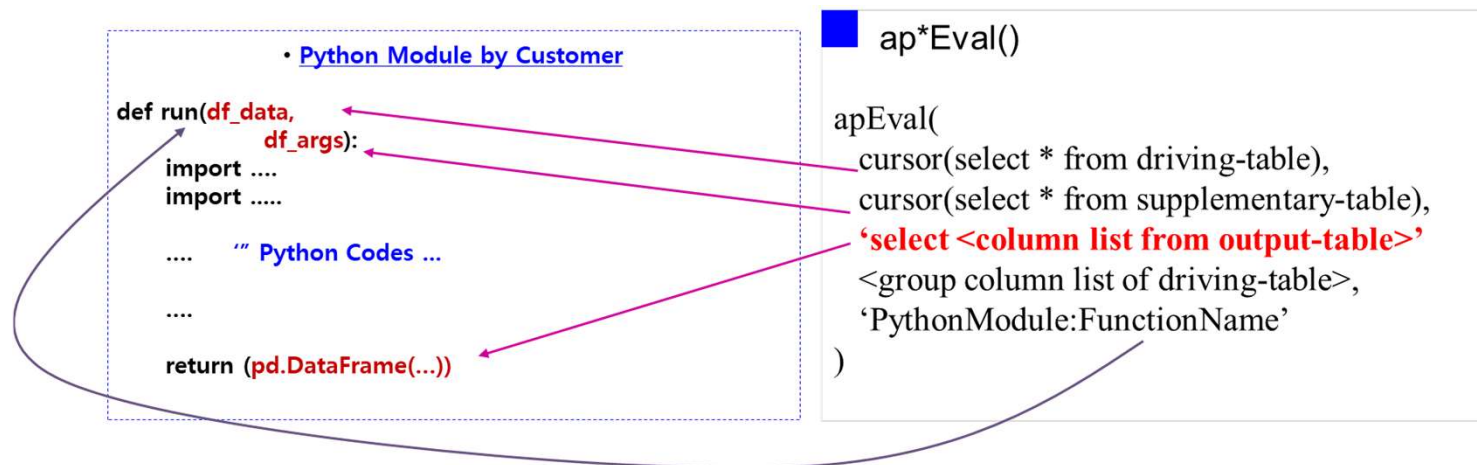 • Python Module by Customer
def run(df_data,
df_args):
import ....
import .....
.... ‘” Python Codes ...
....
return (pd.DataFrame(...))
ap*Eval()
apEval(
cursor(select * from driving-table),
cursor(select * from supplementary-table),
‘select <column list from output-table>’
<group column list of driving-table>,
‘PythonModule:FunctionName’
)